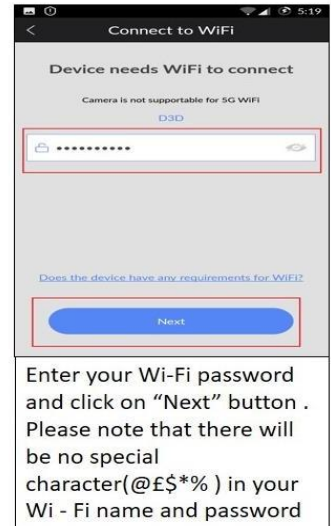 5:19
< Connect to WiFi
Device needs WiFi to connect
Camera is not supportable for 5G WiFi
D3D
••••••••••
Does the device have any requirements for WiFi?
Next
Enter your Wi-Fi password
and click on “Next” button .
Please note that there will
be no special
character(@£$*% ) in your
Wi - Fi name and password